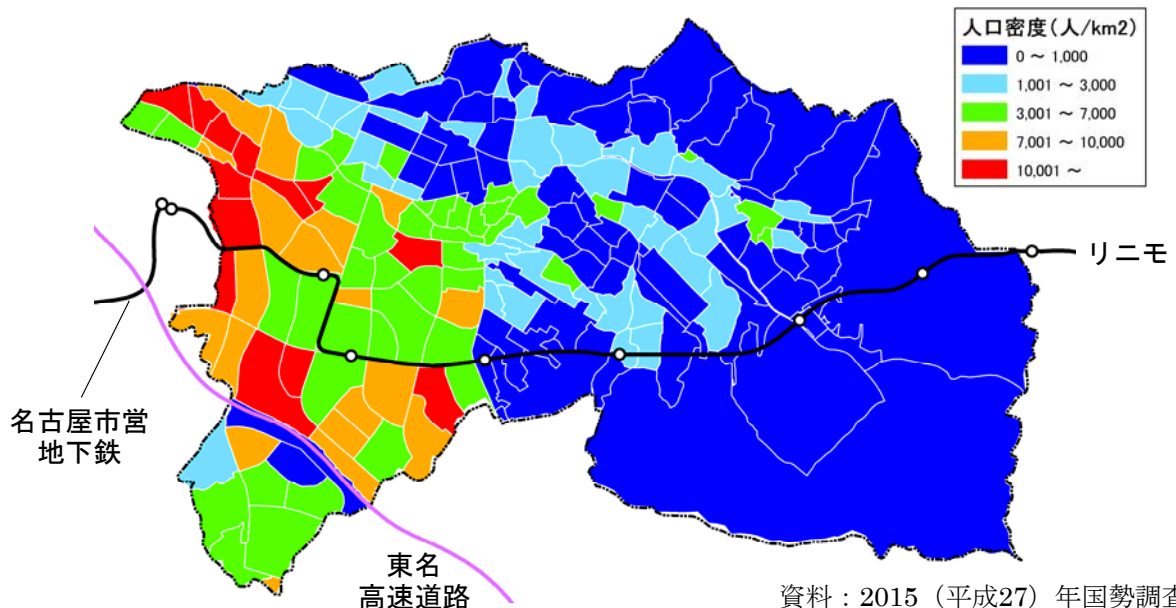 人口密度(人/km2)
0 ～ 1,000
1,001 ～ 3,000
3,001 ～ 7,000
7,001 ～ 10,000
10,001 ～
リニモ
名古屋市営
地下鉄
東名
高速道路
資料：2015（平成27）年国勢調査